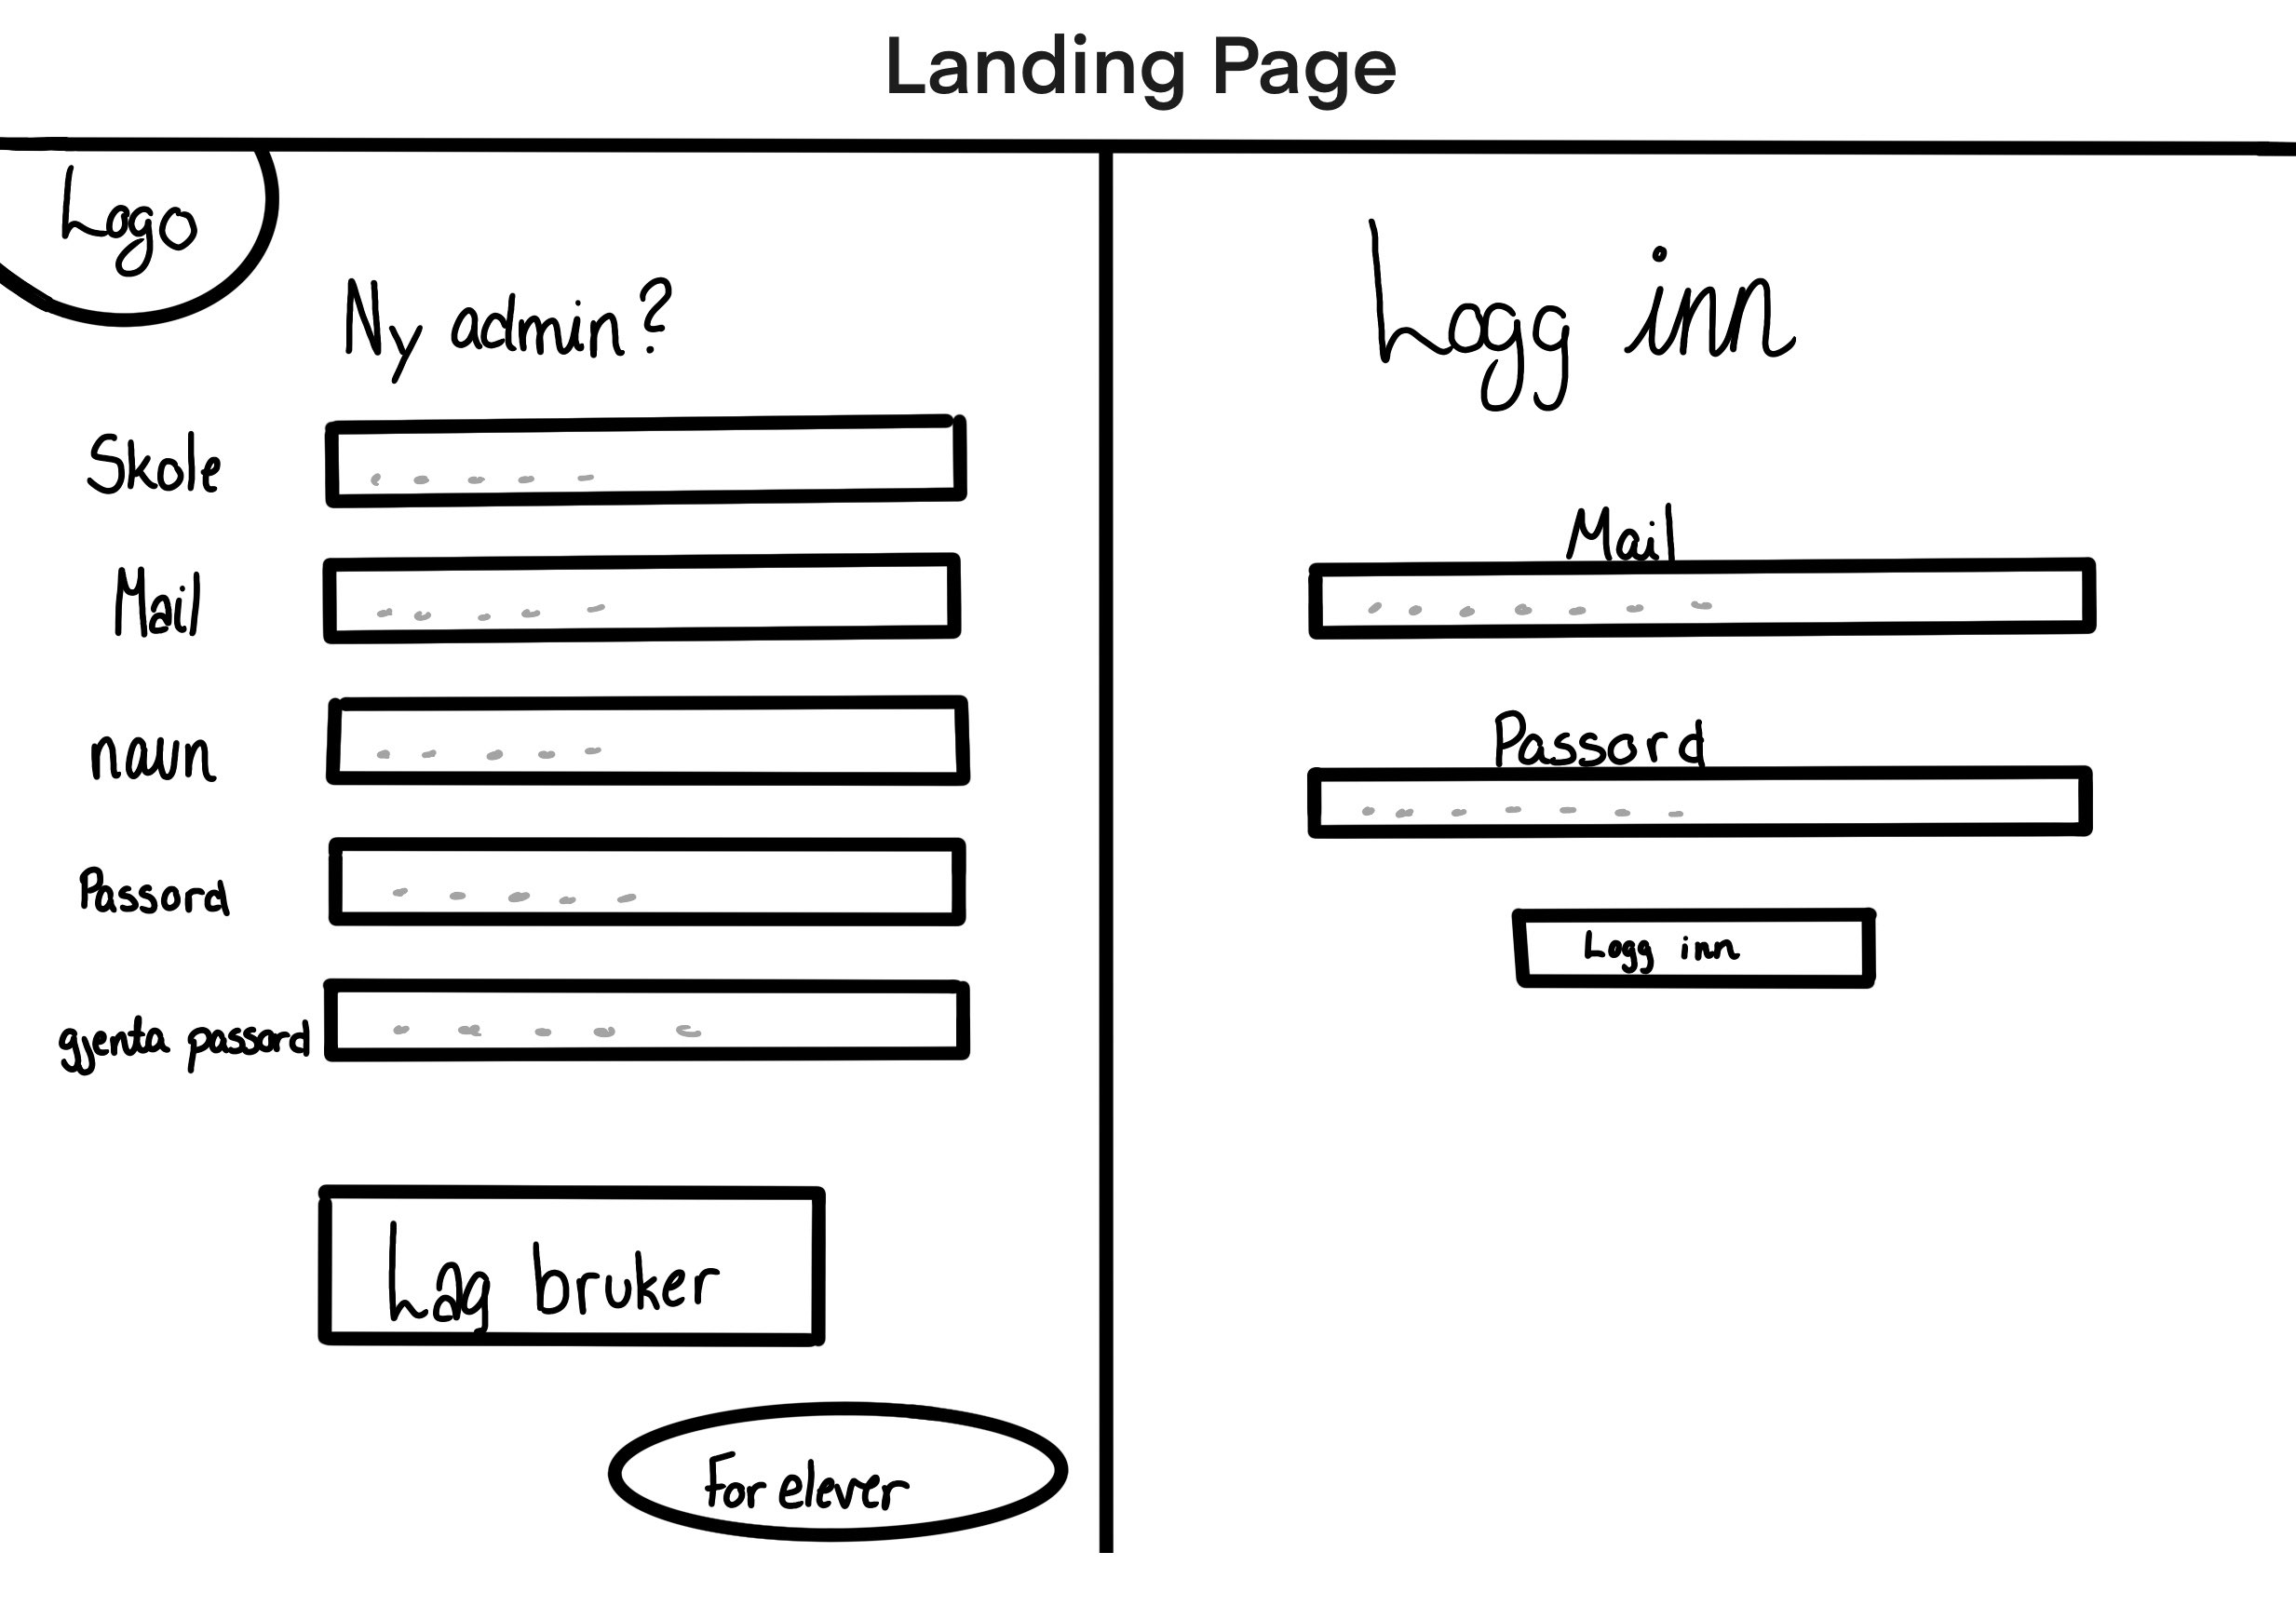 Landing Page
Logo
Ny admin?
Skole
Mail
navn
Passord
gjenta passord
Lag bruker
For elever
Logg inn
Mail
Passord
Logg inn